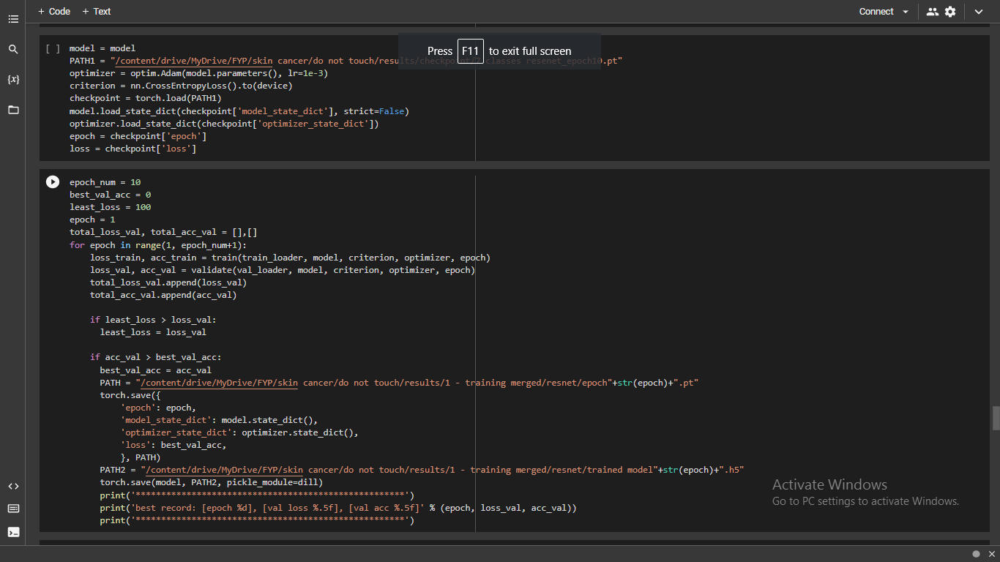 + Code + Text
Connect
Press F11 to exit full screen
[ ] model = model
PATH1 = "/content/drive/MyDrive/FYP/skin cancer/do not touch/results/checkpoint/7 classes resenet_epoch10.pt"
optimizer = optim.Adam(model.parameters(), lr=1e-3)
criterion = nn.CrossEntropyLoss().to(device)
checkpoint = torch.load(PATH1)
model.load_state_dict(checkpoint['model_state_dict'], strict=False)
optimizer.load_state_dict(checkpoint['optimizer_state_dict'])
epoch = checkpoint['epoch']
loss = checkpoint['loss']
epoch_num = 10
best_val_acc = 0
least_loss = 100
epoch = 1
total_loss_val, total_acc_val = [],[]
for epoch in range(1, epoch_num+1):
    loss_train, acc_train = train(train_loader, model, criterion, optimizer, epoch)
    loss_val, acc_val = validate(val_loader, model, criterion, optimizer, epoch)
    total_loss_val.append(loss_val)
    total_acc_val.append(acc_val)
    if least_loss > loss_val:
      least_loss = loss_val
    if acc_val > best_val_acc:
      best_val_acc = acc_val
      PATH = "/content/drive/MyDrive/FYP/skin cancer/do not touch/results/1 - training merged/resnet/epoch"+str(epoch)+".pt"
      torch.save({
          'epoch': epoch,
          'model_state_dict': model.state_dict(),
          'optimizer_state_dict': optimizer.state_dict(),
          'loss': best_val_acc,
          }, PATH)
      PATH2 = "/content/drive/MyDrive/FYP/skin cancer/do not touch/results/1 - training merged/resnet/trained model"+str(epoch)+".h5"
      torch.save(model, PATH2, pickle_module=dill)
      print('*****************************************************')
      print('best record: [epoch %d], [val loss %.5f], [val acc %.5f]' % (epoch, loss_val, acc_val))
      print('*****************************************************')
Activate Windows
Go to PC settings to activate Windows.